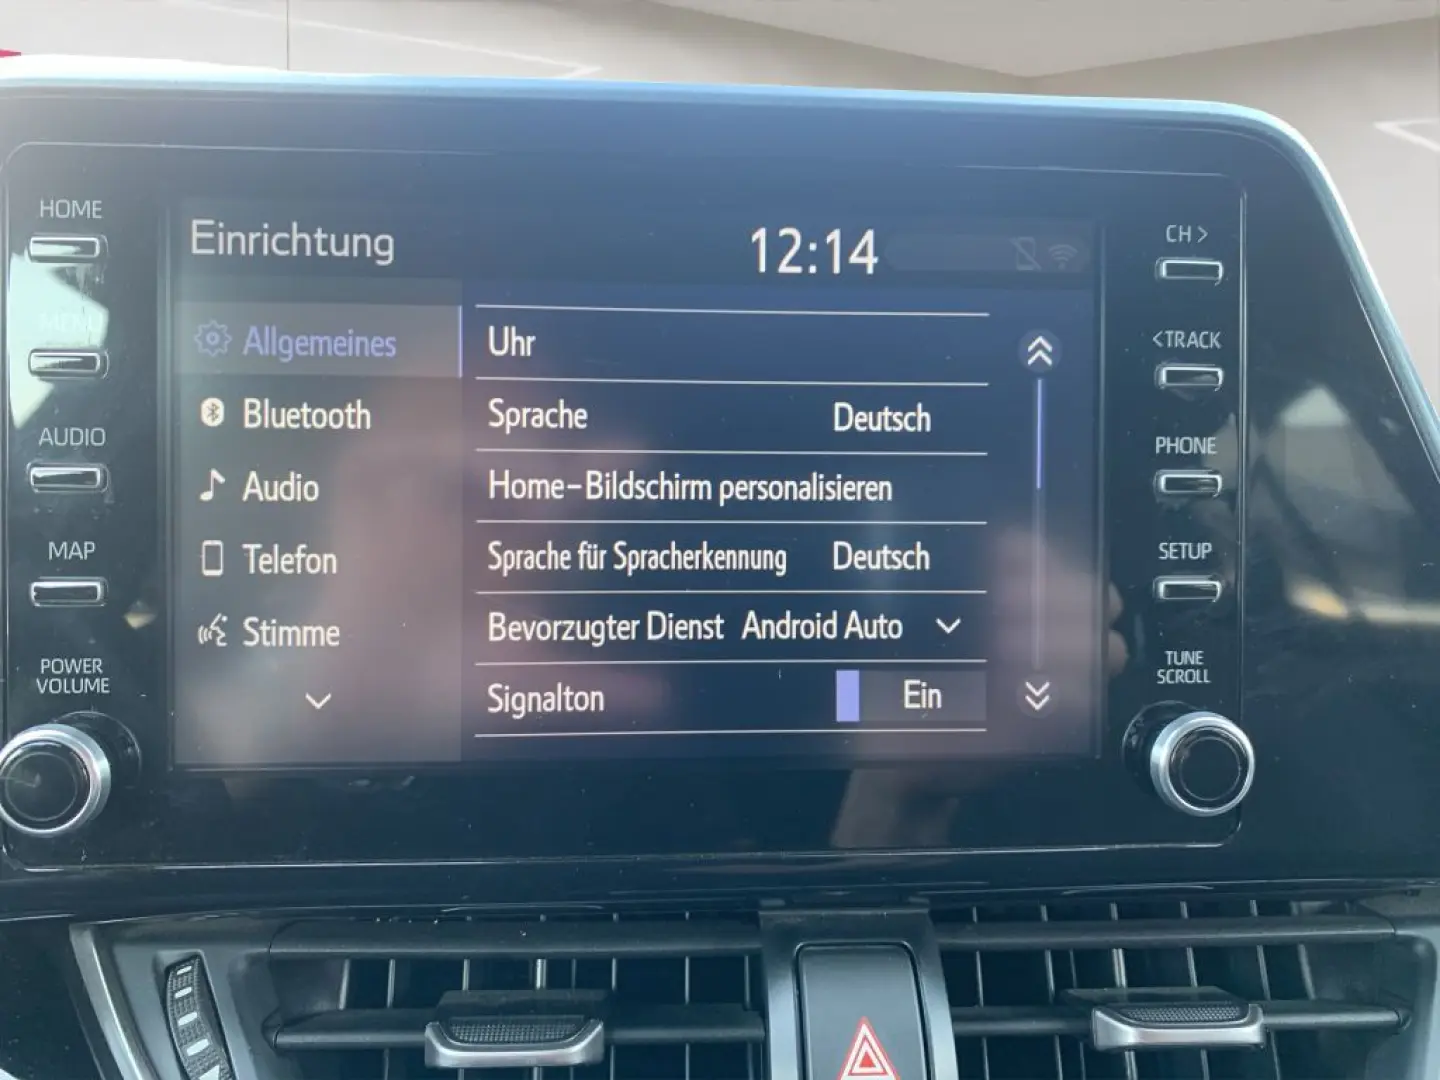 HOME
MENU
AUDIO
MAP
POWER
VOLUME
Einrichtung
12:14
Allgemeines
Bluetooth
Audio
Telefon
Stimme
Uhr
Sprache Deutsch
Home-Bildschirm personalisieren
Sprache für Spracherkennung Deutsch
Bevorzugter Dienst Android Auto
Signalton Ein
CH >
<TRACK
PHONE
SETUP
TUNE
SCROLL